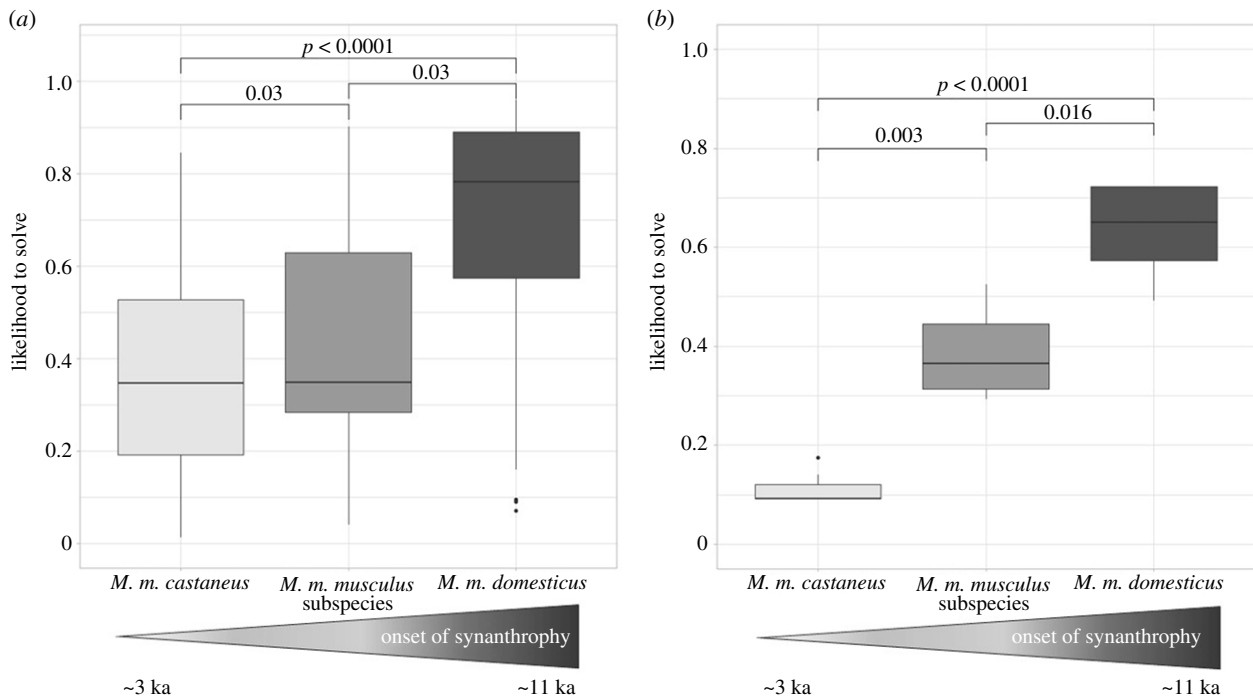 (a)
p < 0.0001
0.03
0.03
1.0
0.8
0.6
0.4
0.2
0
likelihood to solve
M. m. castaneus M. m. musculus M. m. domesticus
subspecies
onset of synanthrophy
~3 ka ~11 ka
(b)
p < 0.0001
0.016
0.003
1.0
0.8
0.6
0.4
0.2
0
likelihood to solve
M. m. castaneus M. m. musculus M. m. domesticus
subspecies
onset of synanthropy
~3 ka ~11 ka